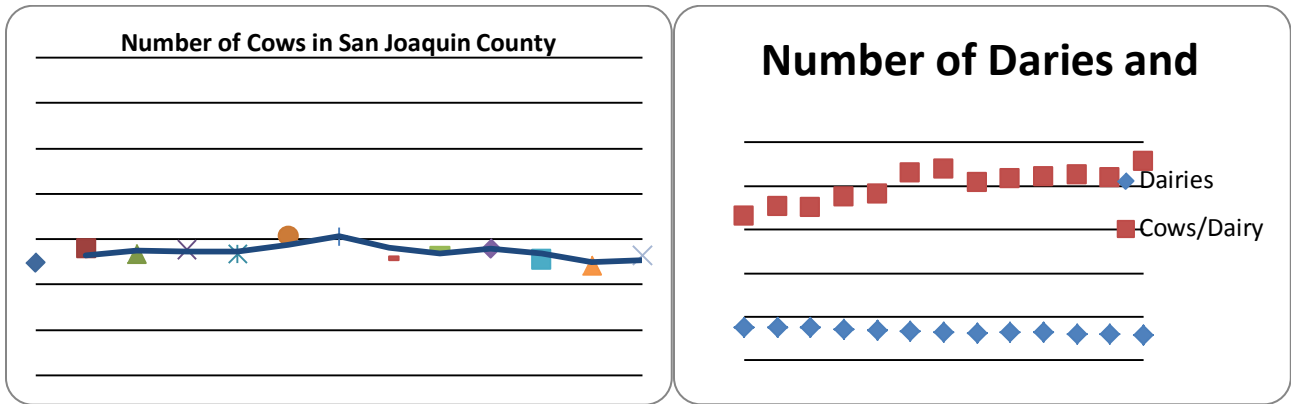 Number of Cows in San Joaquin County
Number of Daries and
Dairies
Cows/Dairy